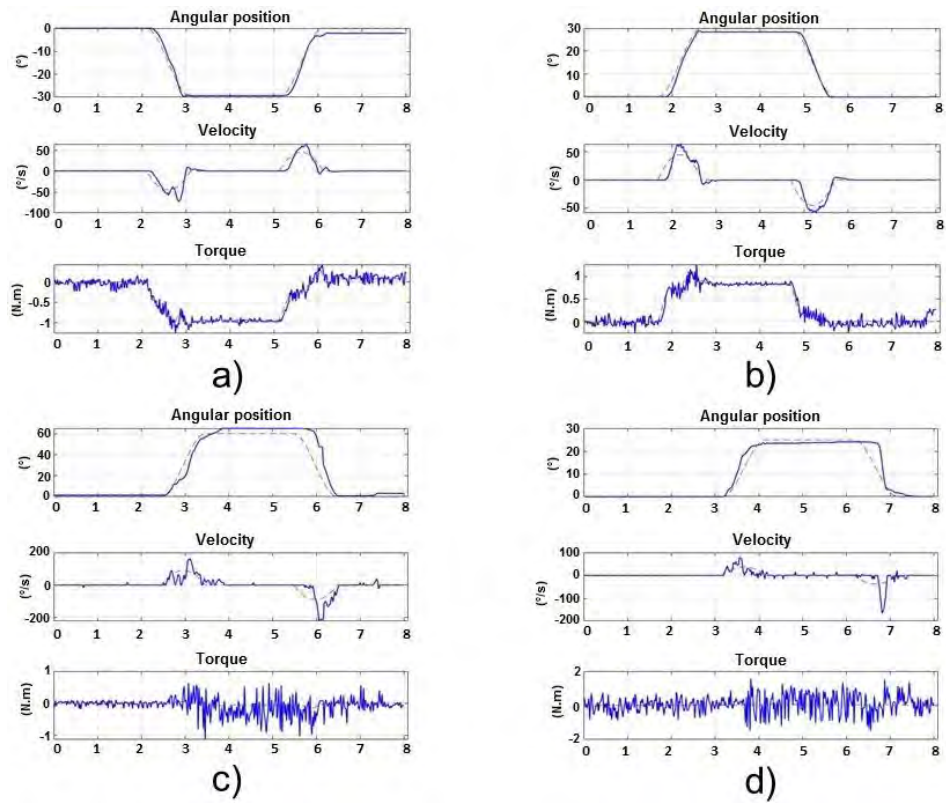 Angular position
(°)
0
-10
-20
-30
0 1 2 3 4 5 6 7 8
Velocity
(°/s)
50
0
-50
-100
0 1 2 3 4 5 6 7 8
Torque
(N.m)
0
-0.5
-1
0 1 2 3 4 5 6 7 8
a)
Angular position
(°)
30
20
10
0
0 1 2 3 4 5 6 7 8
Velocity
(°/s)
50
0
-50
0 1 2 3 4 5 6 7 8
Torque
(N.m)
1
0.5
0
0 1 2 3 4 5 6 7 8
b)
Angular position
(°)
60
40
20
0
0 1 2 3 4 5 6 7 8
Velocity
(°/s)
200
0
-200
0 1 2 3 4 5 6 7 8
Torque
(N.m)
1
0
-1
0 1 2 3 4 5 6 7 8
c)
Angular position
(°)
30
20
10
0
0 1 2 3 4 5 6 7 8
Velocity
(°/s)
100
0
-100
-200
0 1 2 3 4 5 6 7 8
Torque
(N.m)
2
0
-2
0 1 2 3 4 5 6 7 8
d)